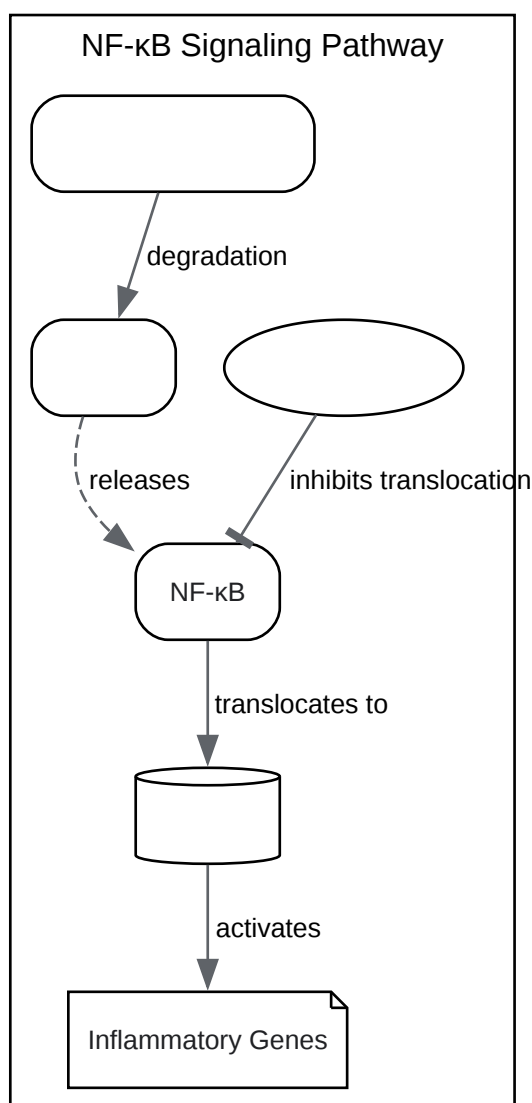 NF-κB Signaling Pathway
degradation
releases
inhibits translocation
NF-κB
translocates to
activates
Inflammatory Genes